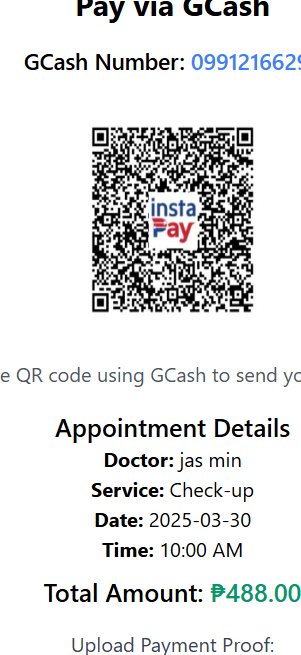 Pay via GCash
GCash Number: 0991216629
insta
Pay
e QR code using GCash to send yo
Appointment Details
Doctor: jas min
Service: Check-up
Date: 2025-03-30
Time: 10:00 AM
Total Amount: ₱488.00
Upload Payment Proof: